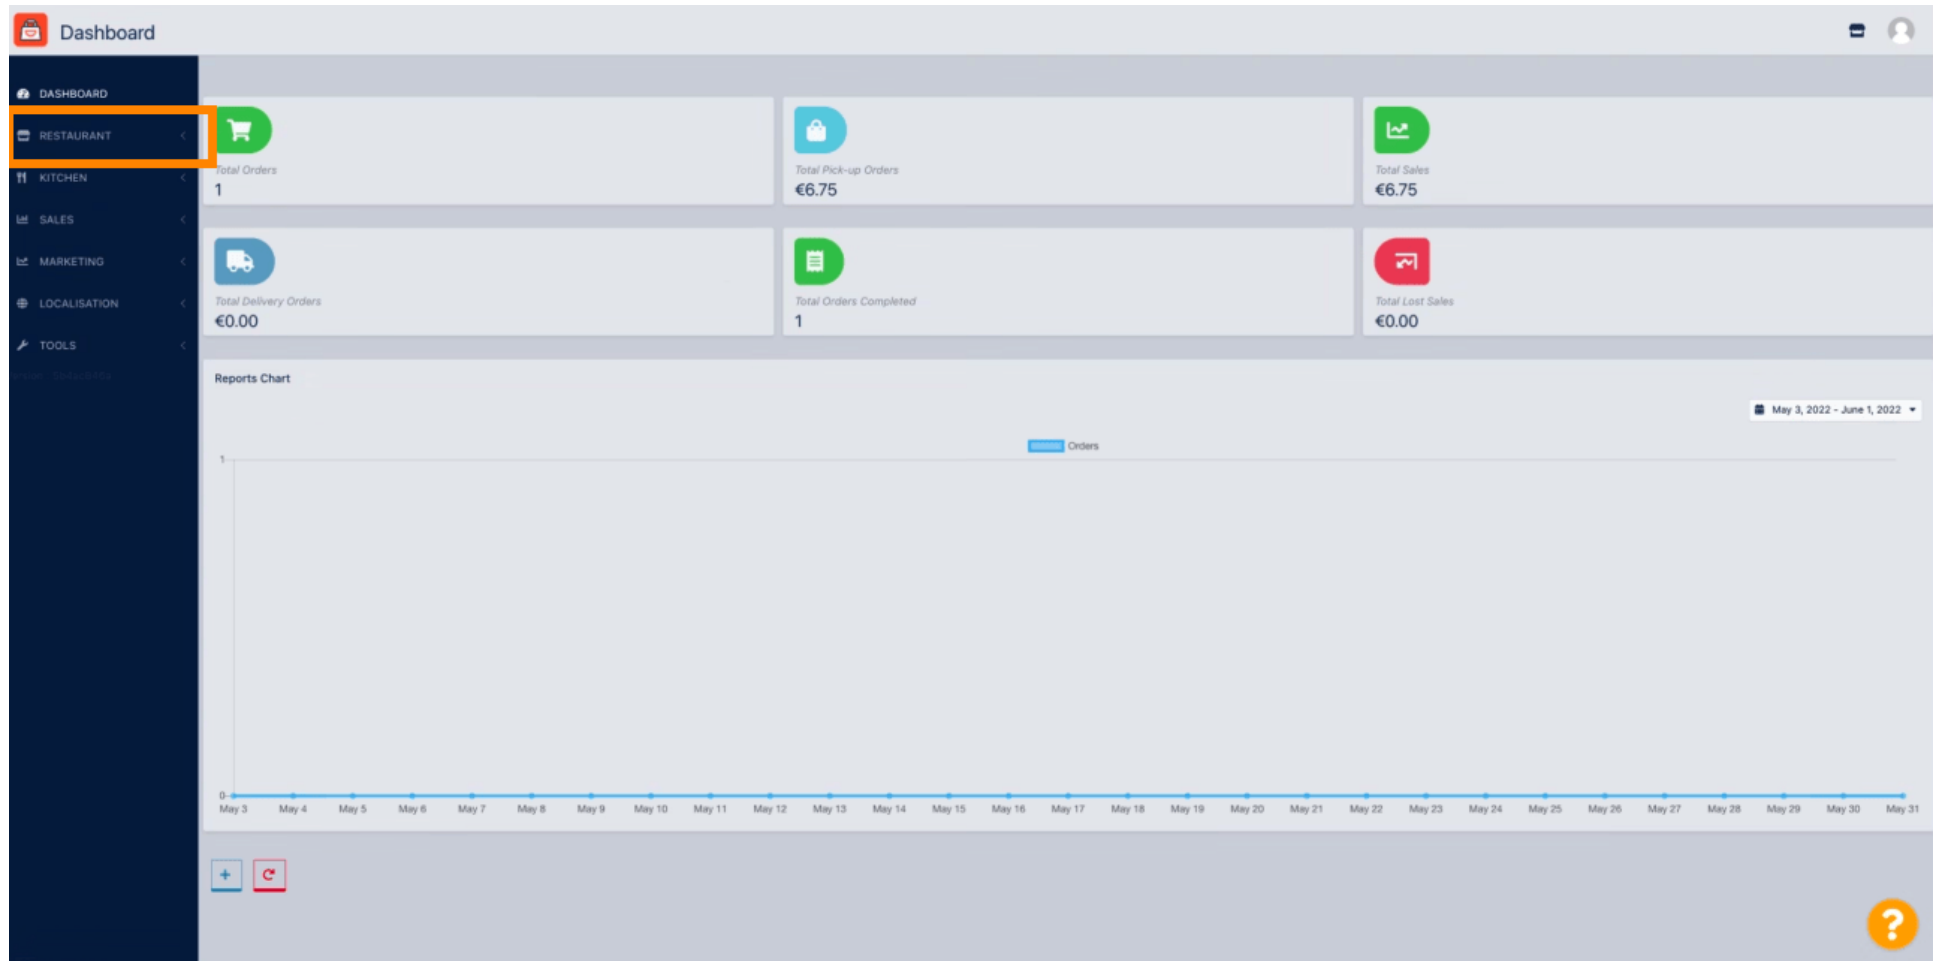 Dashboard
DASHBOARD
RESTAURANT
KITCHEN
SALES
MARKETING
LOCALISATION
TOOLS
Total Orders
1
Total Pick-up Orders
€6.75
Total Sales
€6.75
Total Delivery Orders
€0.00
Total Orders Completed
1
Total Lost Sales
€0.00
Reports Chart
May 3, 2022 - June 1, 2022
Orders
1
0
May 3 May 4 May 5 May 6 May 7 May 8 May 9 May 10 May 11 May 12 May 13 May 14 May 15 May 16 May 17 May 18 May 19 May 20 May 21 May 22 May 23 May 24 May 25 May 26 May 27 May 28 May 29 May 30 May 31
?